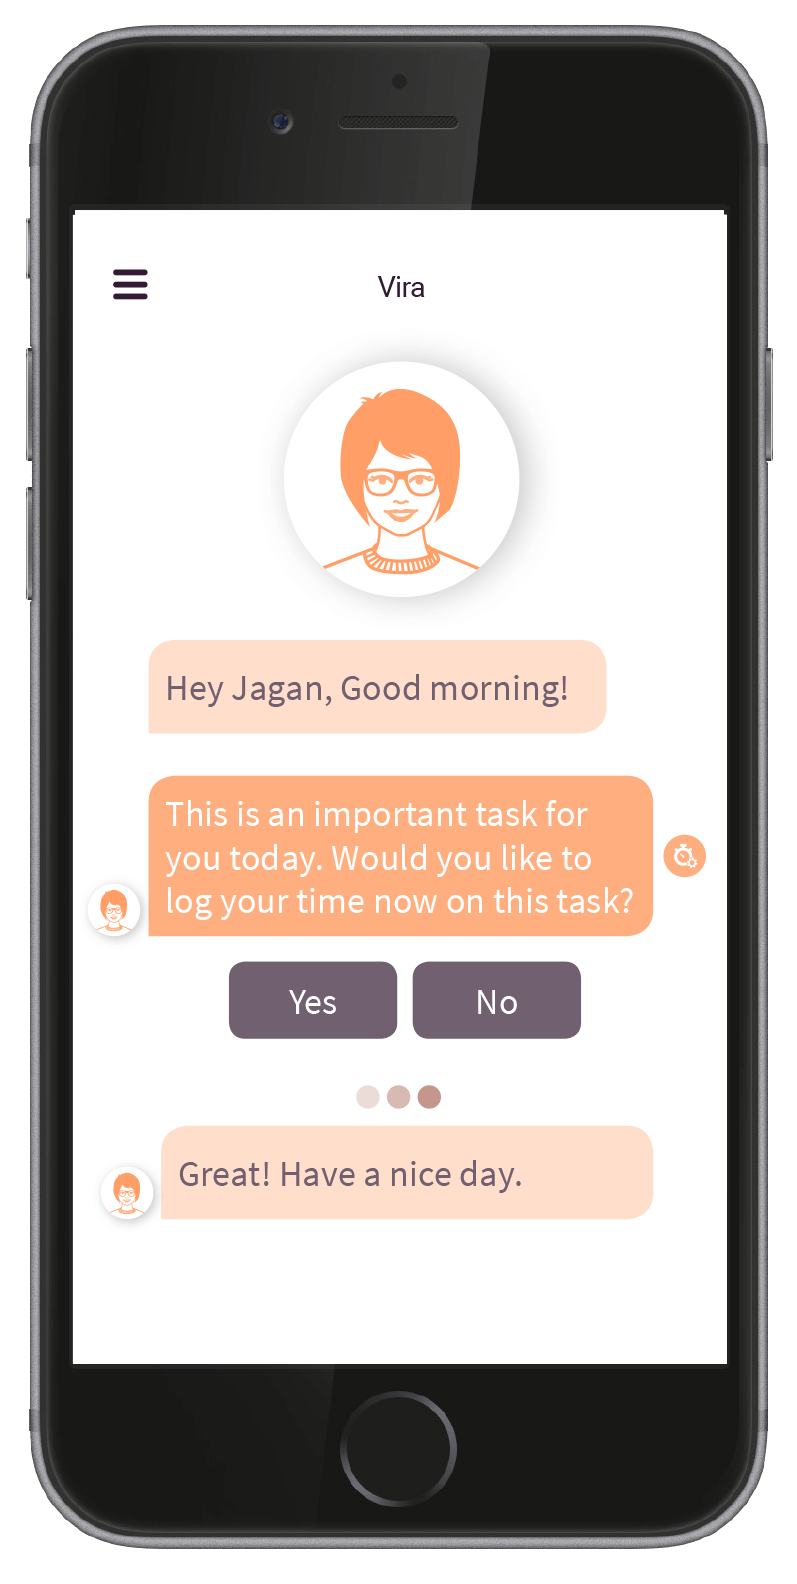 Vira
Hey Jagan, Good morning!
This is an important task for
you today. Would you like to
log your time now on this task?
Yes
No
Great! Have a nice day.